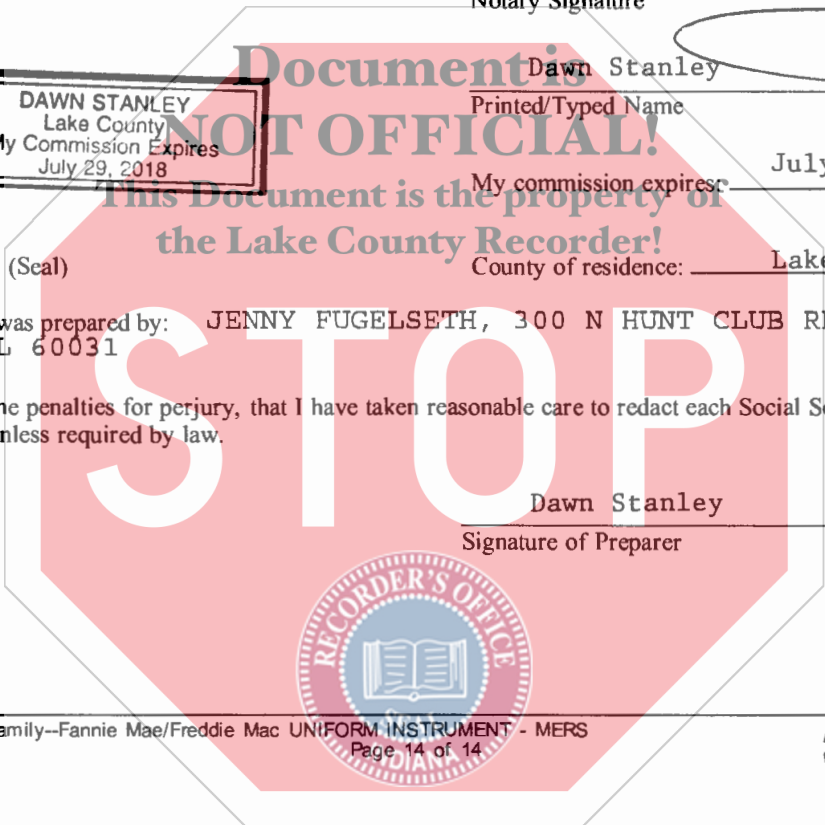 Notary Signature
Document is
Dawn Stanley
DAWN STANLEY
Printed/Typed Name
Lake County
NOT OFFICIAL!
My Commission Expires
July 29, 2018
My commission expires: July
This Document is the property of
the Lake County Recorder!
(Seal)
County of residence: Lake
was prepared by: JENNY FUGELSETH, 300 N HUNT CLUB
60031
STOP
penalties for perjury, that I have taken reasonable care to redact each Social
nless required by law.
Dawn Stanley
Signature of Preparer
RECORDER'S OFFICE
amily--Fannie Mae/Freddie Mac UNIFORM INSTRUMENT - MERS
Page 14 of 14